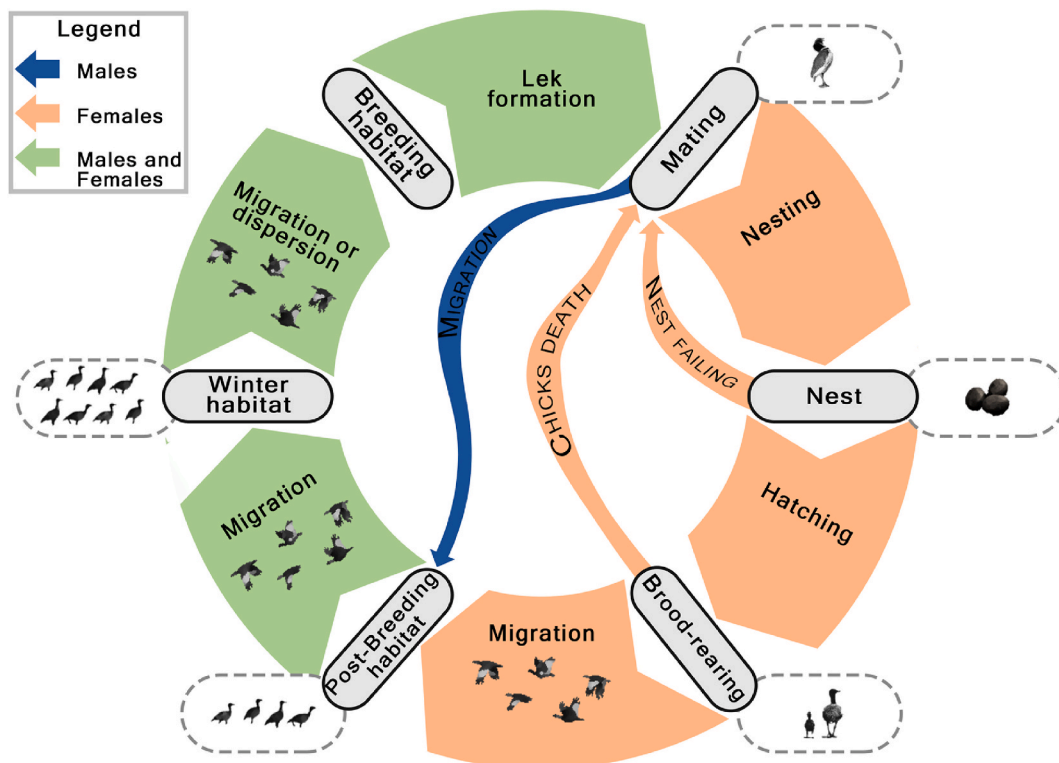 Legend
Males
Females
Males and
Females
Lek
formation
Breeding
habitat
Mating
Nesting
Migration or
dispersion
MIGRATION
CHICKS DEATH
NEST FAILING
Winter
habitat
Nest
Migration
Hatching
Post-Breeding
habitat
Migration
Brood-rearing